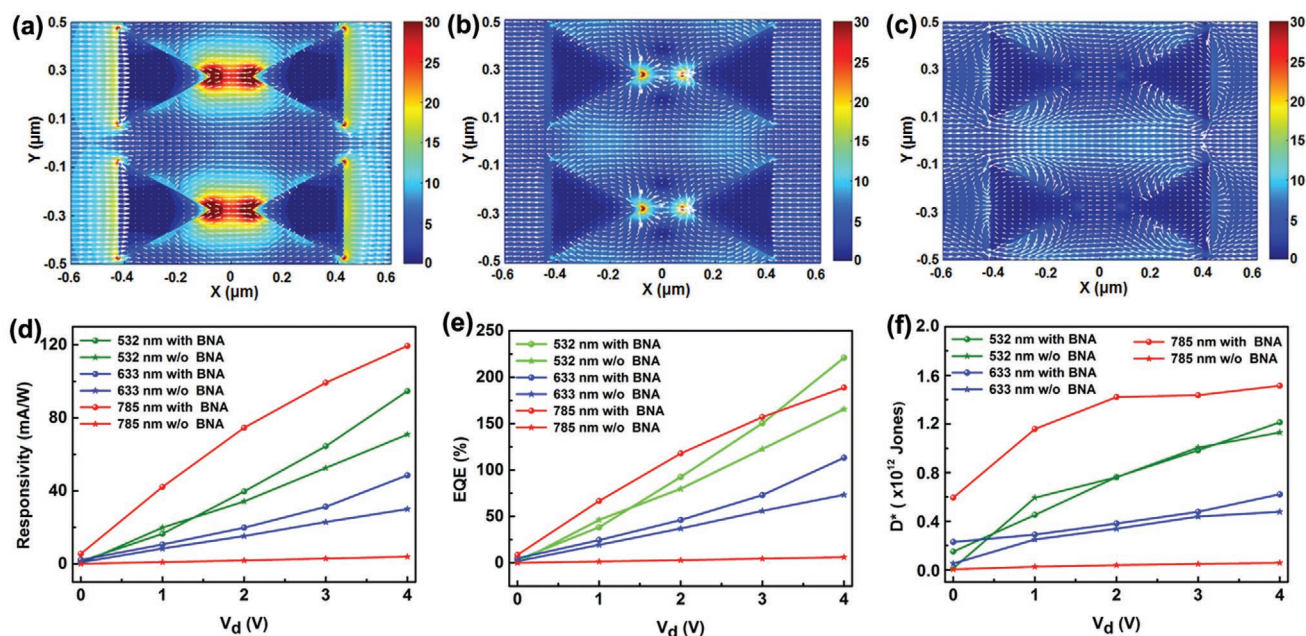 (a)
0.5
0.3
0.1
-0.1
-0.3
-0.5
Y (μm)
-0.6 -0.4 -0.2 0 0.2 0.4 0.6
X (μm)
30
25
20
15
10
5
0
(b)
0.5
0.3
0.1
-0.1
-0.3
-0.5
Y (μm)
-0.6 -0.4 -0.2 0 0.2 0.4 0.6
X (μm)
30
25
20
15
10
5
0
(c)
0.5
0.3
0.1
-0.1
-0.3
-0.5
Y (μm)
-0.6 -0.4 -0.2 0 0.2 0.4 0.6
X (μm)
30
25
20
15
10
5
0
(d)
532 nm with BNA
532 nm w/o BNA
633 nm with BNA
633 nm w/o BNA
785 nm with BNA
785 nm w/o BNA
120
80
40
0
Responsivity (mA/W)
0 1 2 3 4
Vd (V)
(e)
532 nm with BNA
532 nm w/o BNA
633 nm with BNA
633 nm w/o BNA
785 nm with BNA
785 nm w/o BNA
250
225
200
175
150
125
100
75
50
25
0
EQE (%)
0 1 2 3 4
Vd (V)
(f)
532 nm with BNA
532 nm w/o BNA
633 nm with BNA
633 nm w/o BNA
785 nm with BNA
785 nm w/o BNA
2.0
1.6
1.2
0.8
0.4
0.0
D* ( x10¹² Jones)
0 1 2 3 4
Vd (V)